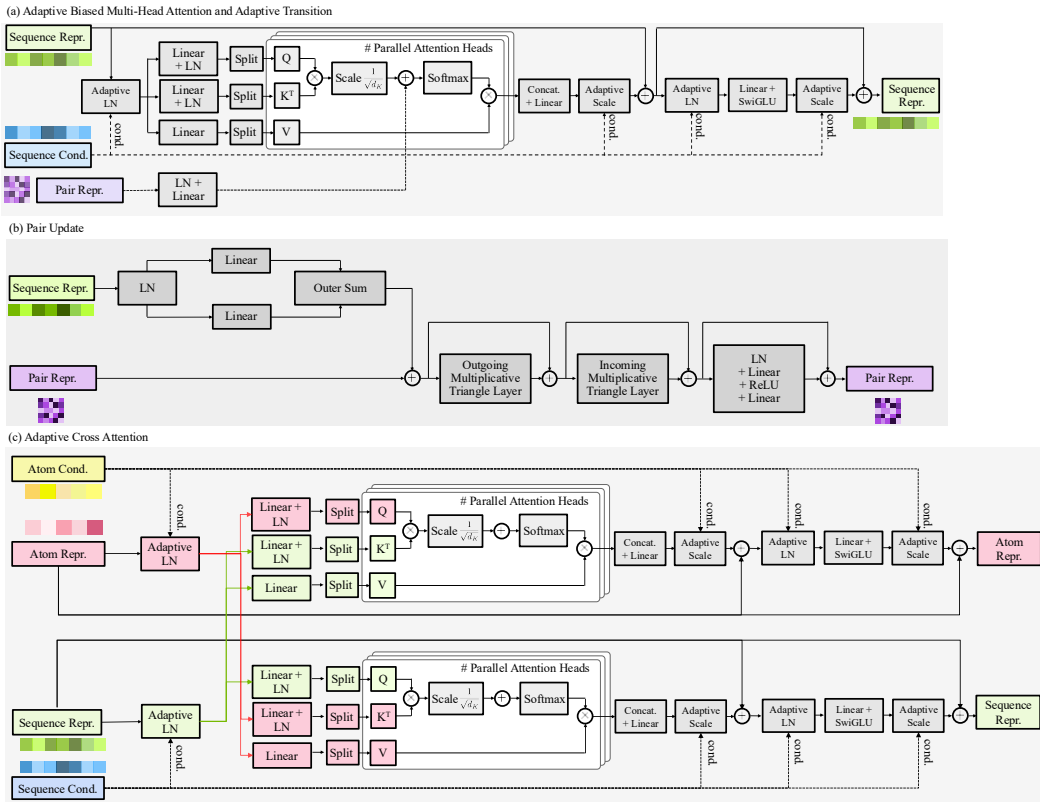 (a) Adaptive Biased Multi-Head Attention and Adaptive Transition
Sequence Repr.
Adaptive
LN
cond.
Linear
+ LN
Split
Q
Linear
+ LN
Split
K^T
Linear
Split
V
# Parallel Attention Heads
Scale 1/√d_K
Softmax
Concat.
+ Linear
Adaptive
Scale
cond.
Adaptive
LN
cond.
Linear +
SwiGLU
Adaptive
Scale
cond.
Sequence
Repr.
Sequence Cond.
Pair Repr.
LN +
Linear
(b) Pair Update
Sequence Repr.
LN
Linear
Linear
Outer Sum
Pair Repr.
Outgoing
Multiplicative
Triangle Layer
Incoming
Multiplicative
Triangle Layer
LN
+ Linear
+ ReLU
+ Linear
Pair Repr.
(c) Adaptive Cross Attention
Atom Cond.
cond.
Atom Repr.
Adaptive
LN
Linear +
LN
Split
Q
Linear +
LN
Split
K^T
Linear
Split
V
# Parallel Attention Heads
Scale 1/√d_K
Softmax
Concat.
+ Linear
cond.
Adaptive
Scale
cond.
Adaptive
LN
Linear +
SwiGLU
cond.
Adaptive
Scale
Atom
Repr.
Sequence Repr.
Adaptive
LN
cond.
Sequence Cond.
Linear +
LN
Split
Q
Linear +
LN
Split
K^T
Linear
Split
V
# Parallel Attention Heads
Scale 1/√d_K
Softmax
Concat.
+ Linear
Adaptive
Scale
cond.
Adaptive
LN
cond.
Linear +
SwiGLU
Adaptive
Scale
cond.
Sequence
Repr.